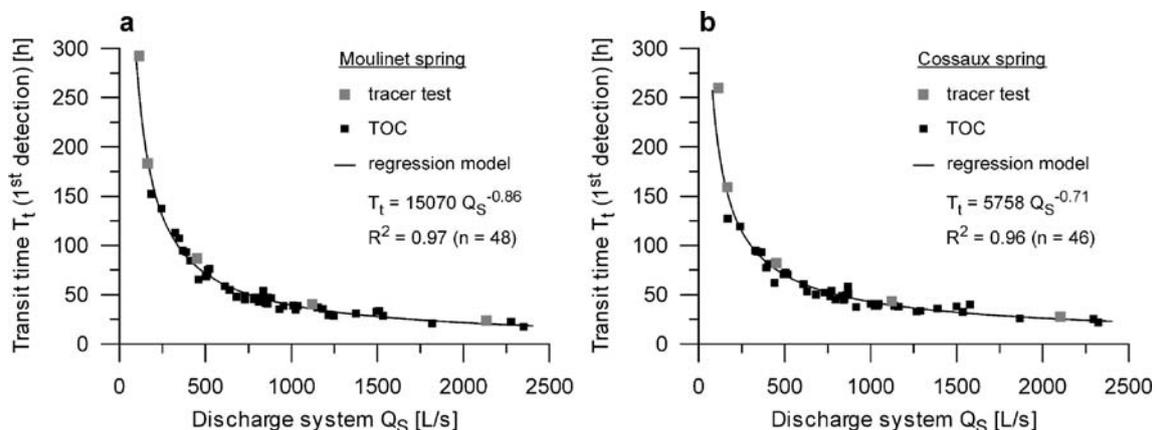 a
Transit time Tt (1st detection) [h]
300
250
200
150
100
50
0
Moulinet spring
tracer test
TOC
regression model
Tt = 15070 QS^-0.86
R² = 0.97 (n = 48)
0 500 1000 1500 2000 2500
Discharge system QS [L/s]
b
Transit time Tt (1st detection) [h]
300
250
200
150
100
50
0
Cossaux spring
tracer test
TOC
regression model
Tt = 5758 QS^-0.71
R² = 0.96 (n = 46)
0 500 1000 1500 2000 2500
Discharge system QS [L/s]